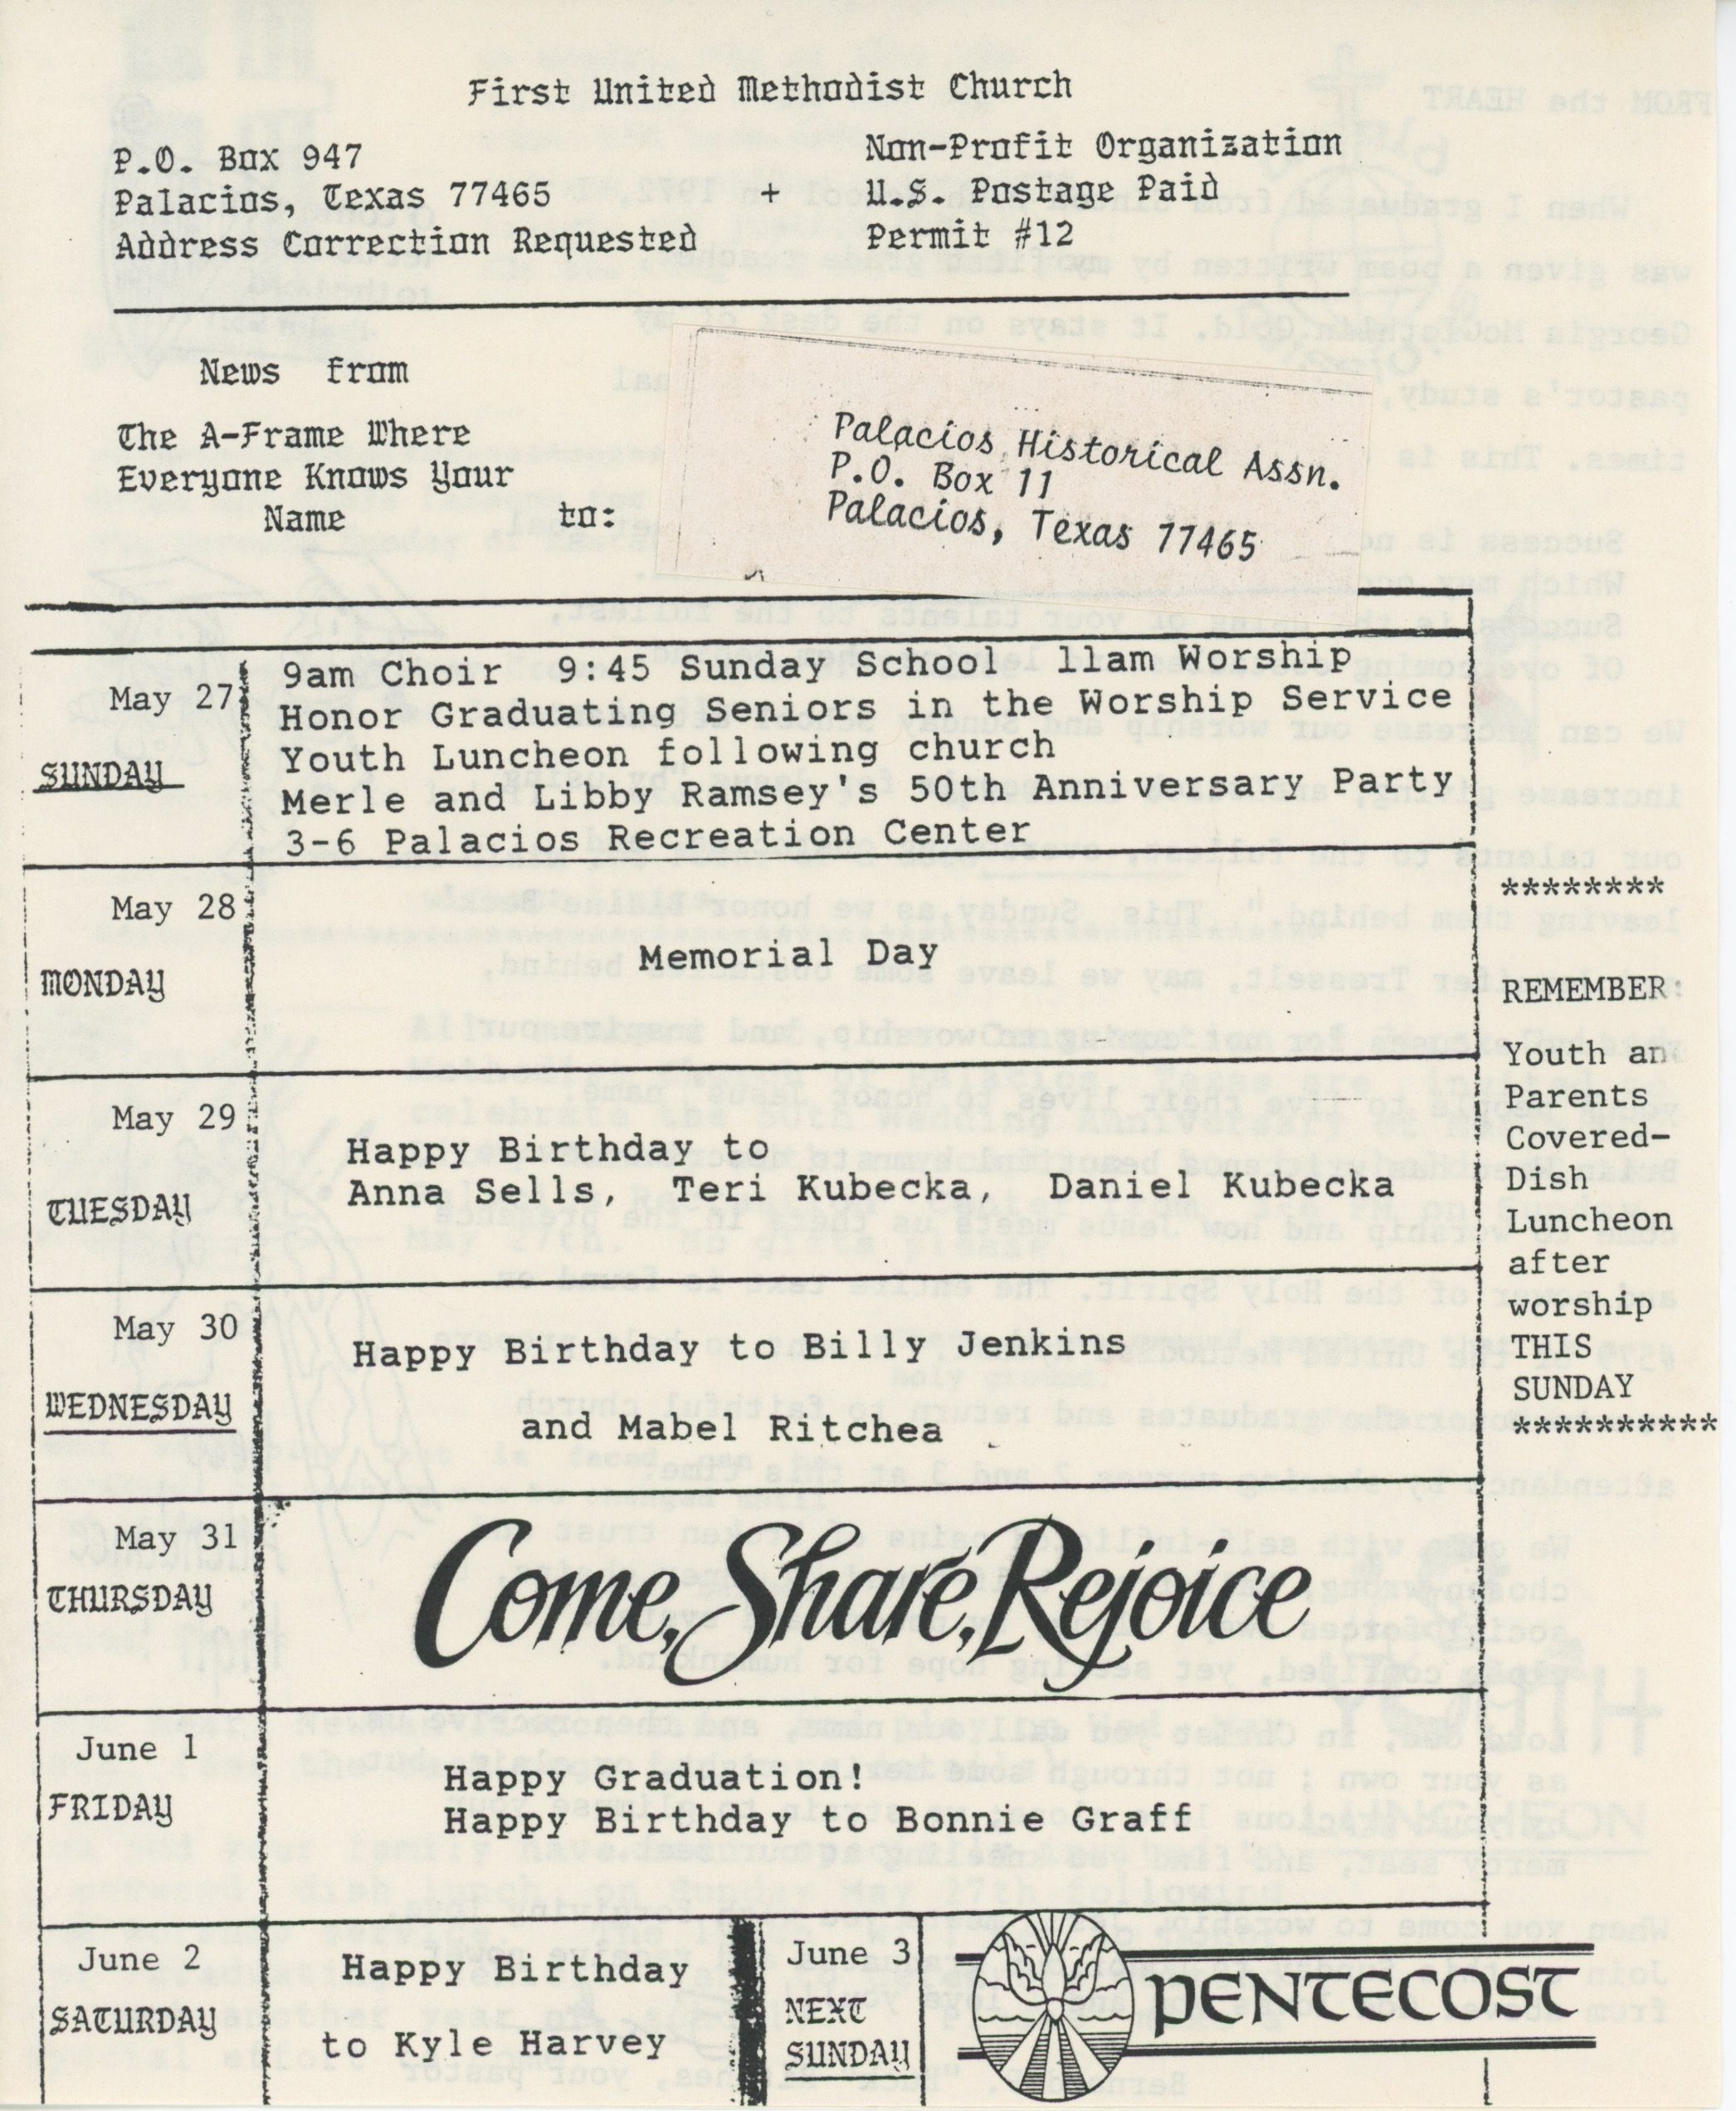 First United Methodist Church
P.O. Box 947
Palacios, Texas 77465
Address Correction Requested
+
Non-Profit Organization
U.S. Postage Paid
Permit #12
News from
The A-Frame Where
Everyone Knows Your
Name to:
Palacios Historical Assn.
P.O. Box 11
Palacios, Texas 77465
May 27
SUNDAY
9am Choir 9:45 Sunday School 11am Worship
Honor Graduating Seniors in the Worship Service
Youth Luncheon following church
Merle and Libby Ramsey's 50th Anniversary Party
3-6 Palacios Recreation Center
May 28
MONDAY
Memorial Day
May 29
TUESDAY
Happy Birthday to
Anna Sells, Teri Kubecka, Daniel Kubecka
May 30
WEDNESDAY
Happy Birthday to Billy Jenkins
and Mabel Ritchea
May 31
THURSDAY
Come, Share, Rejoice
June 1
FRIDAY
Happy Graduation!
Happy Birthday to Bonnie Graff
June 2
SATURDAY
Happy Birthday
to Kyle Harvey
June 3
NEXT
SUNDAY
PENTECOST
********
REMEMBER:
Youth and
Parents
Covered-
Dish
Luncheon
after
worship
THIS
SUNDAY
**********